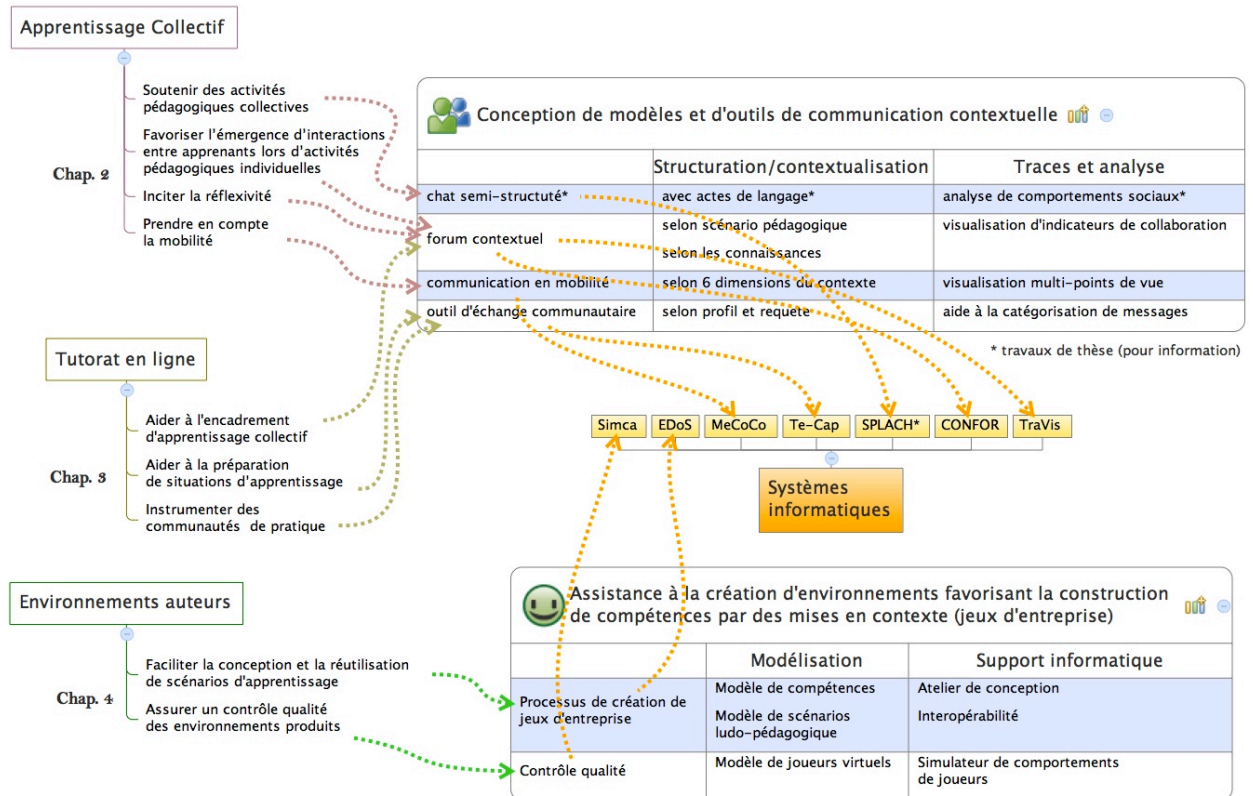 Apprentissage Collectif
Soutenir des activités
pédagogiques collectives
Favoriser l'émergence d'interactions
entre apprenants lors d'activités
pédagogiques individuelles
Chap. 2
Inciter la réflexivité
Prendre en compte
la mobilité
Conception de modèles et d'outils de communication contextuelle
Structuration/contextualisation
Traces et analyse
chat semi-structuté*
avec actes de langage*
analyse de comportements sociaux*
forum contextuel
selon scénario pédagogique
selon les connaissances
visualisation d'indicateurs de collaboration
communication en mobilité
selon 6 dimensions du contexte
visualisation multi-points de vue
outil d'échange communautaire
selon profil et requête
aide à la catégorisation de messages
* travaux de thèse (pour information)
Tutorat en ligne
Aider à l'encadrement
d'apprentissage collectif
Chap. 3
Aider à la préparation
de situations d'apprentissage
Instrumenter des
communautés de pratique
Simca
EDoS
MeCoCo
Te-Cap
SPLACH*
CONFOR
TraVis
Systèmes
informatiques
Environnements auteurs
Faciliter la conception et la réutilisation
de scénarios d'apprentissage
Chap. 4
Assurer un contrôle qualité
des environnements produits
Assistance à la création d'environnements favorisant la construction
de compétences par des mises en contexte (jeux d'entreprise)
Modélisation
Support informatique
Processus de création de
jeux d'entreprise
Modèle de compétences
Modèle de scénarios
ludo-pédagogique
Atelier de conception
Interopérabilité
Contrôle qualité
Modèle de joueurs virtuels
Simulateur de comportements
de joueurs